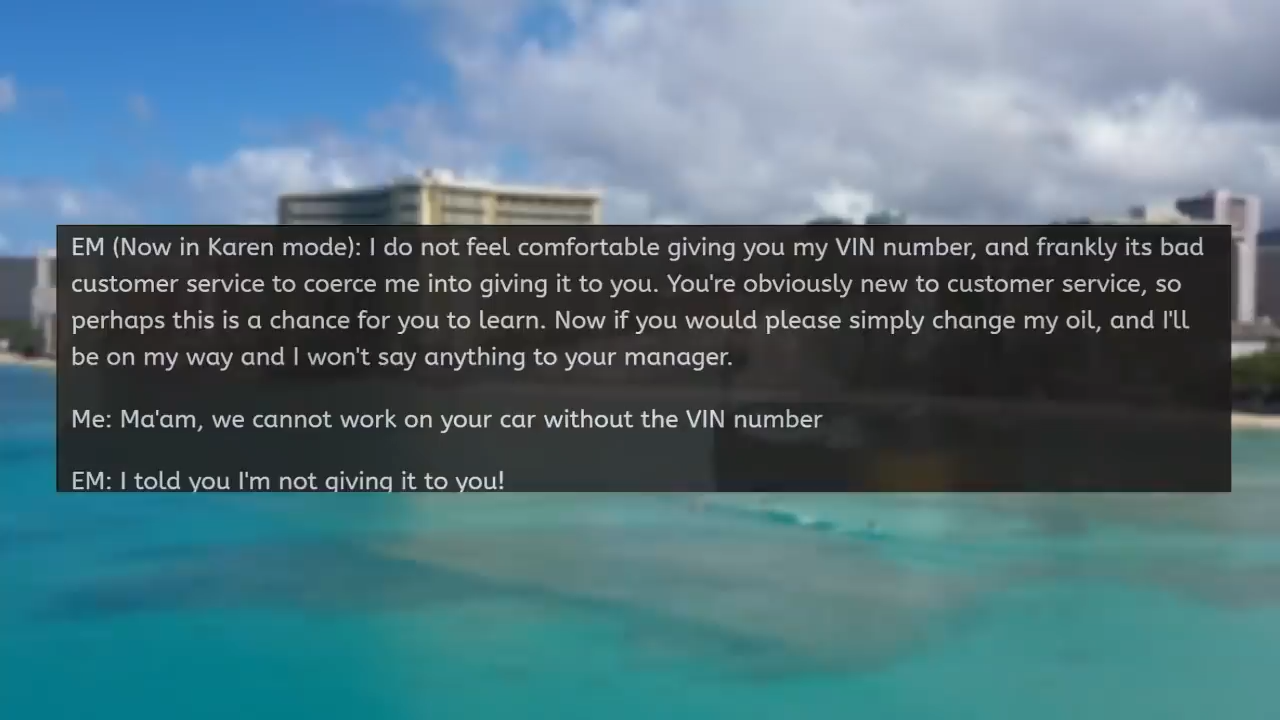 EM (Now in Karen mode): I do not feel comfortable giving you my VIN number, and frankly its bad
customer service to coerce me into giving it to you. You're obviously new to customer service, so
perhaps this is a chance for you to learn. Now if you would please simply change my oil, and I'll
be on my way and I won't say anything to your manager.
Me: Ma'am, we cannot work on your car without the VIN number
EM: I told you I'm not giving it to you!